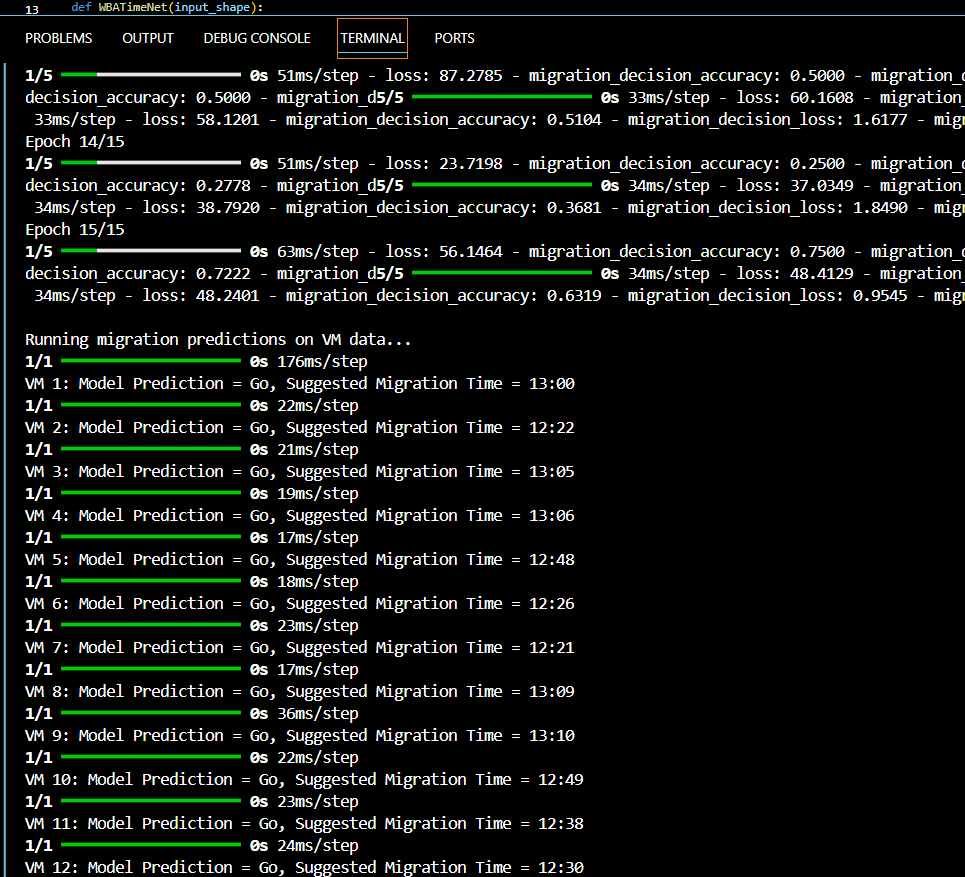 13 def WBATimeNet(input_shape):
PROBLEMS OUTPUT DEBUG CONSOLE TERMINAL PORTS
1/5 0s 51ms/step - loss: 87.2785 - migration_decision_accuracy: 0.5000 - migration_d
decision_accuracy: 0.5000 - migration_d5/5 0s 33ms/step - loss: 60.1608 - migration_
33ms/step - loss: 58.1201 - migration_decision_accuracy: 0.5104 - migration_decision_loss: 1.6177 - mig
Epoch 14/15
1/5 0s 51ms/step - loss: 23.7198 - migration_decision_accuracy: 0.2500 - migration_d
decision_accuracy: 0.2778 - migration_d5/5 0s 34ms/step - loss: 37.0349 - migration_
34ms/step - loss: 38.7920 - migration_decision_accuracy: 0.3681 - migration_decision_loss: 1.8490 - mig
Epoch 15/15
1/5 0s 63ms/step - loss: 56.1464 - migration_decision_accuracy: 0.7500 - migration_d
decision_accuracy: 0.7222 - migration_d5/5 0s 34ms/step - loss: 48.4129 - migration_
34ms/step - loss: 48.2401 - migration_decision_accuracy: 0.6319 - migration_decision_loss: 0.9545 - mig
Running migration predictions on VM data...
1/1 0s 176ms/step
VM 1: Model Prediction = Go, Suggested Migration Time = 13:00
1/1 0s 22ms/step
VM 2: Model Prediction = Go, Suggested Migration Time = 12:22
1/1 0s 21ms/step
VM 3: Model Prediction = Go, Suggested Migration Time = 13:05
1/1 0s 19ms/step
VM 4: Model Prediction = Go, Suggested Migration Time = 13:06
1/1 0s 17ms/step
VM 5: Model Prediction = Go, Suggested Migration Time = 12:48
1/1 0s 18ms/step
VM 6: Model Prediction = Go, Suggested Migration Time = 12:26
1/1 0s 23ms/step
VM 7: Model Prediction = Go, Suggested Migration Time = 12:21
1/1 0s 17ms/step
VM 8: Model Prediction = Go, Suggested Migration Time = 13:09
1/1 0s 36ms/step
VM 9: Model Prediction = Go, Suggested Migration Time = 13:10
1/1 0s 22ms/step
VM 10: Model Prediction = Go, Suggested Migration Time = 12:49
1/1 0s 23ms/step
VM 11: Model Prediction = Go, Suggested Migration Time = 12:38
1/1 0s 24ms/step
VM 12: Model Prediction = Go, Suggested Migration Time = 12:30